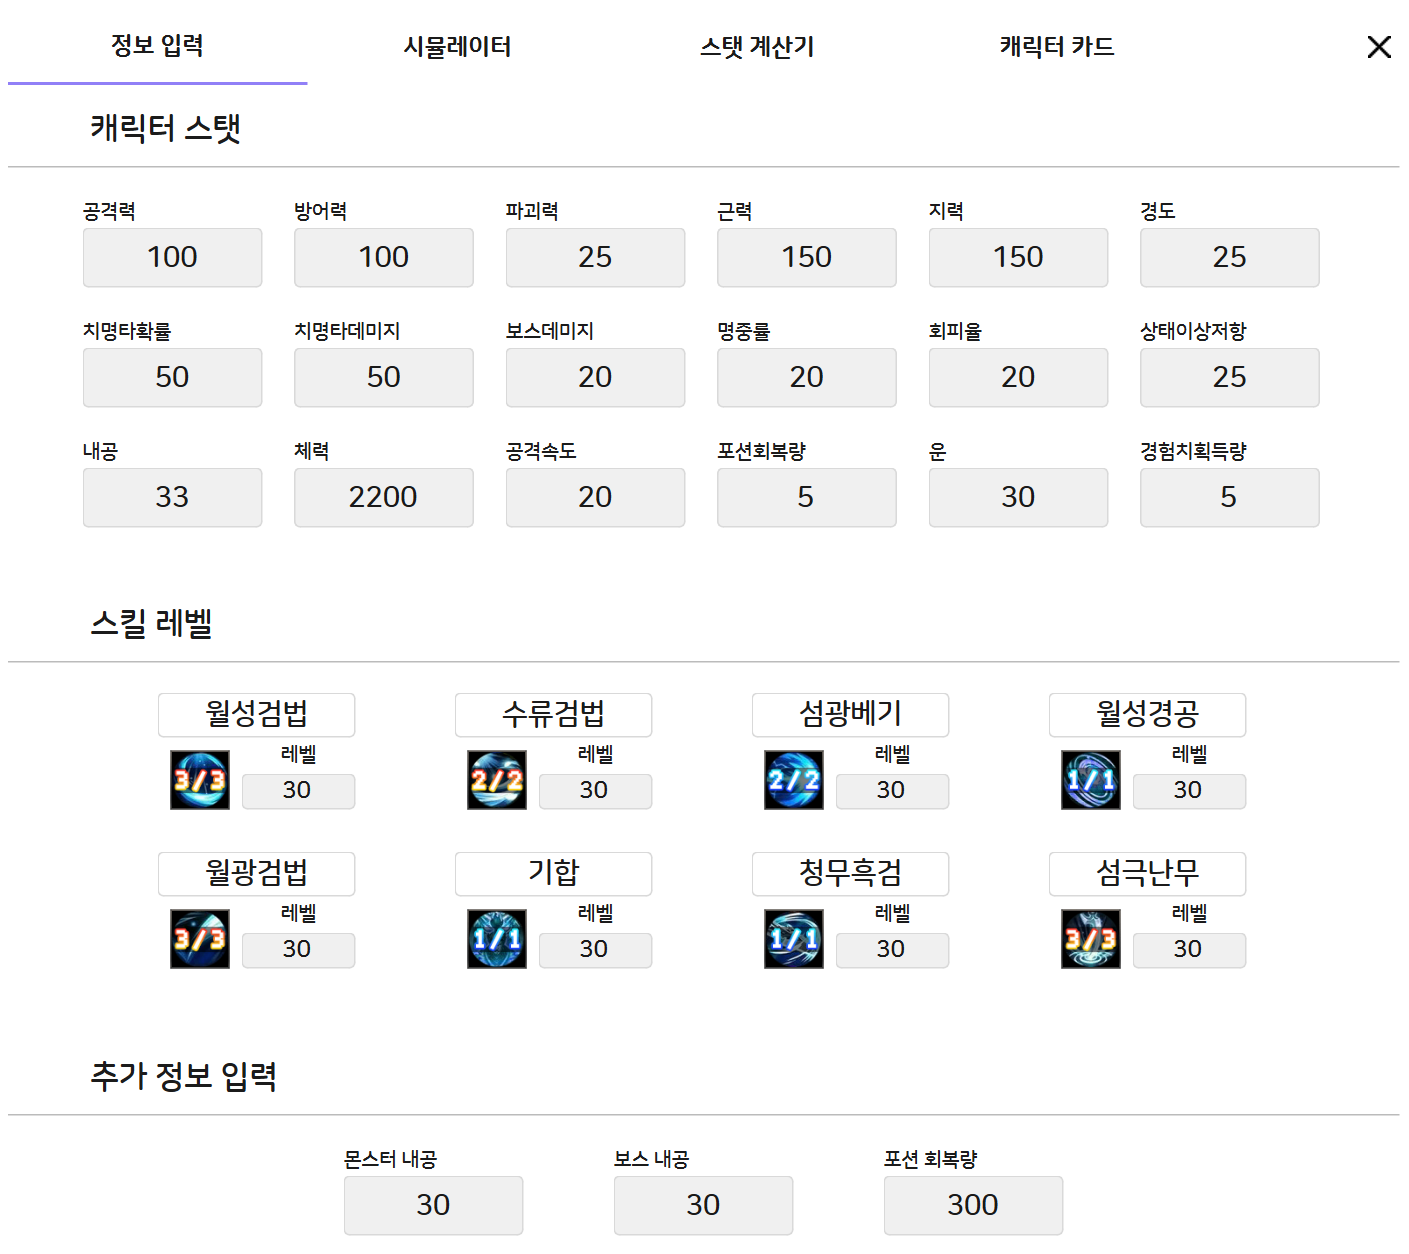 정보 입력 시뮬레이터 스탯 계산기 캐릭터 카드
캐릭터 스탯
공격력 방어력 파괴력 근력 지력 경도
100 100 25 150 150 25
치명타확률 치명타데미지 보스데미지 명중률 회피율 상태이상저항
50 50 20 20 20 25
내공 체력 공격속도 포션회복량 운 경험치획득량
33 2200 20 5 30 5
스킬 레벨
월성검법 수류검법 섬광베기 월성경공
레벨 레벨 레벨 레벨
3/3 30 2/2 30 2/2 30 1/1 30
월광검법 기합 청무흑검 섬극난무
레벨 레벨 레벨 레벨
3/3 30 1/1 30 1/1 30 3/3 30
추가 정보 입력
몬스터 내공 보스 내공 포션 회복량
30 30 300